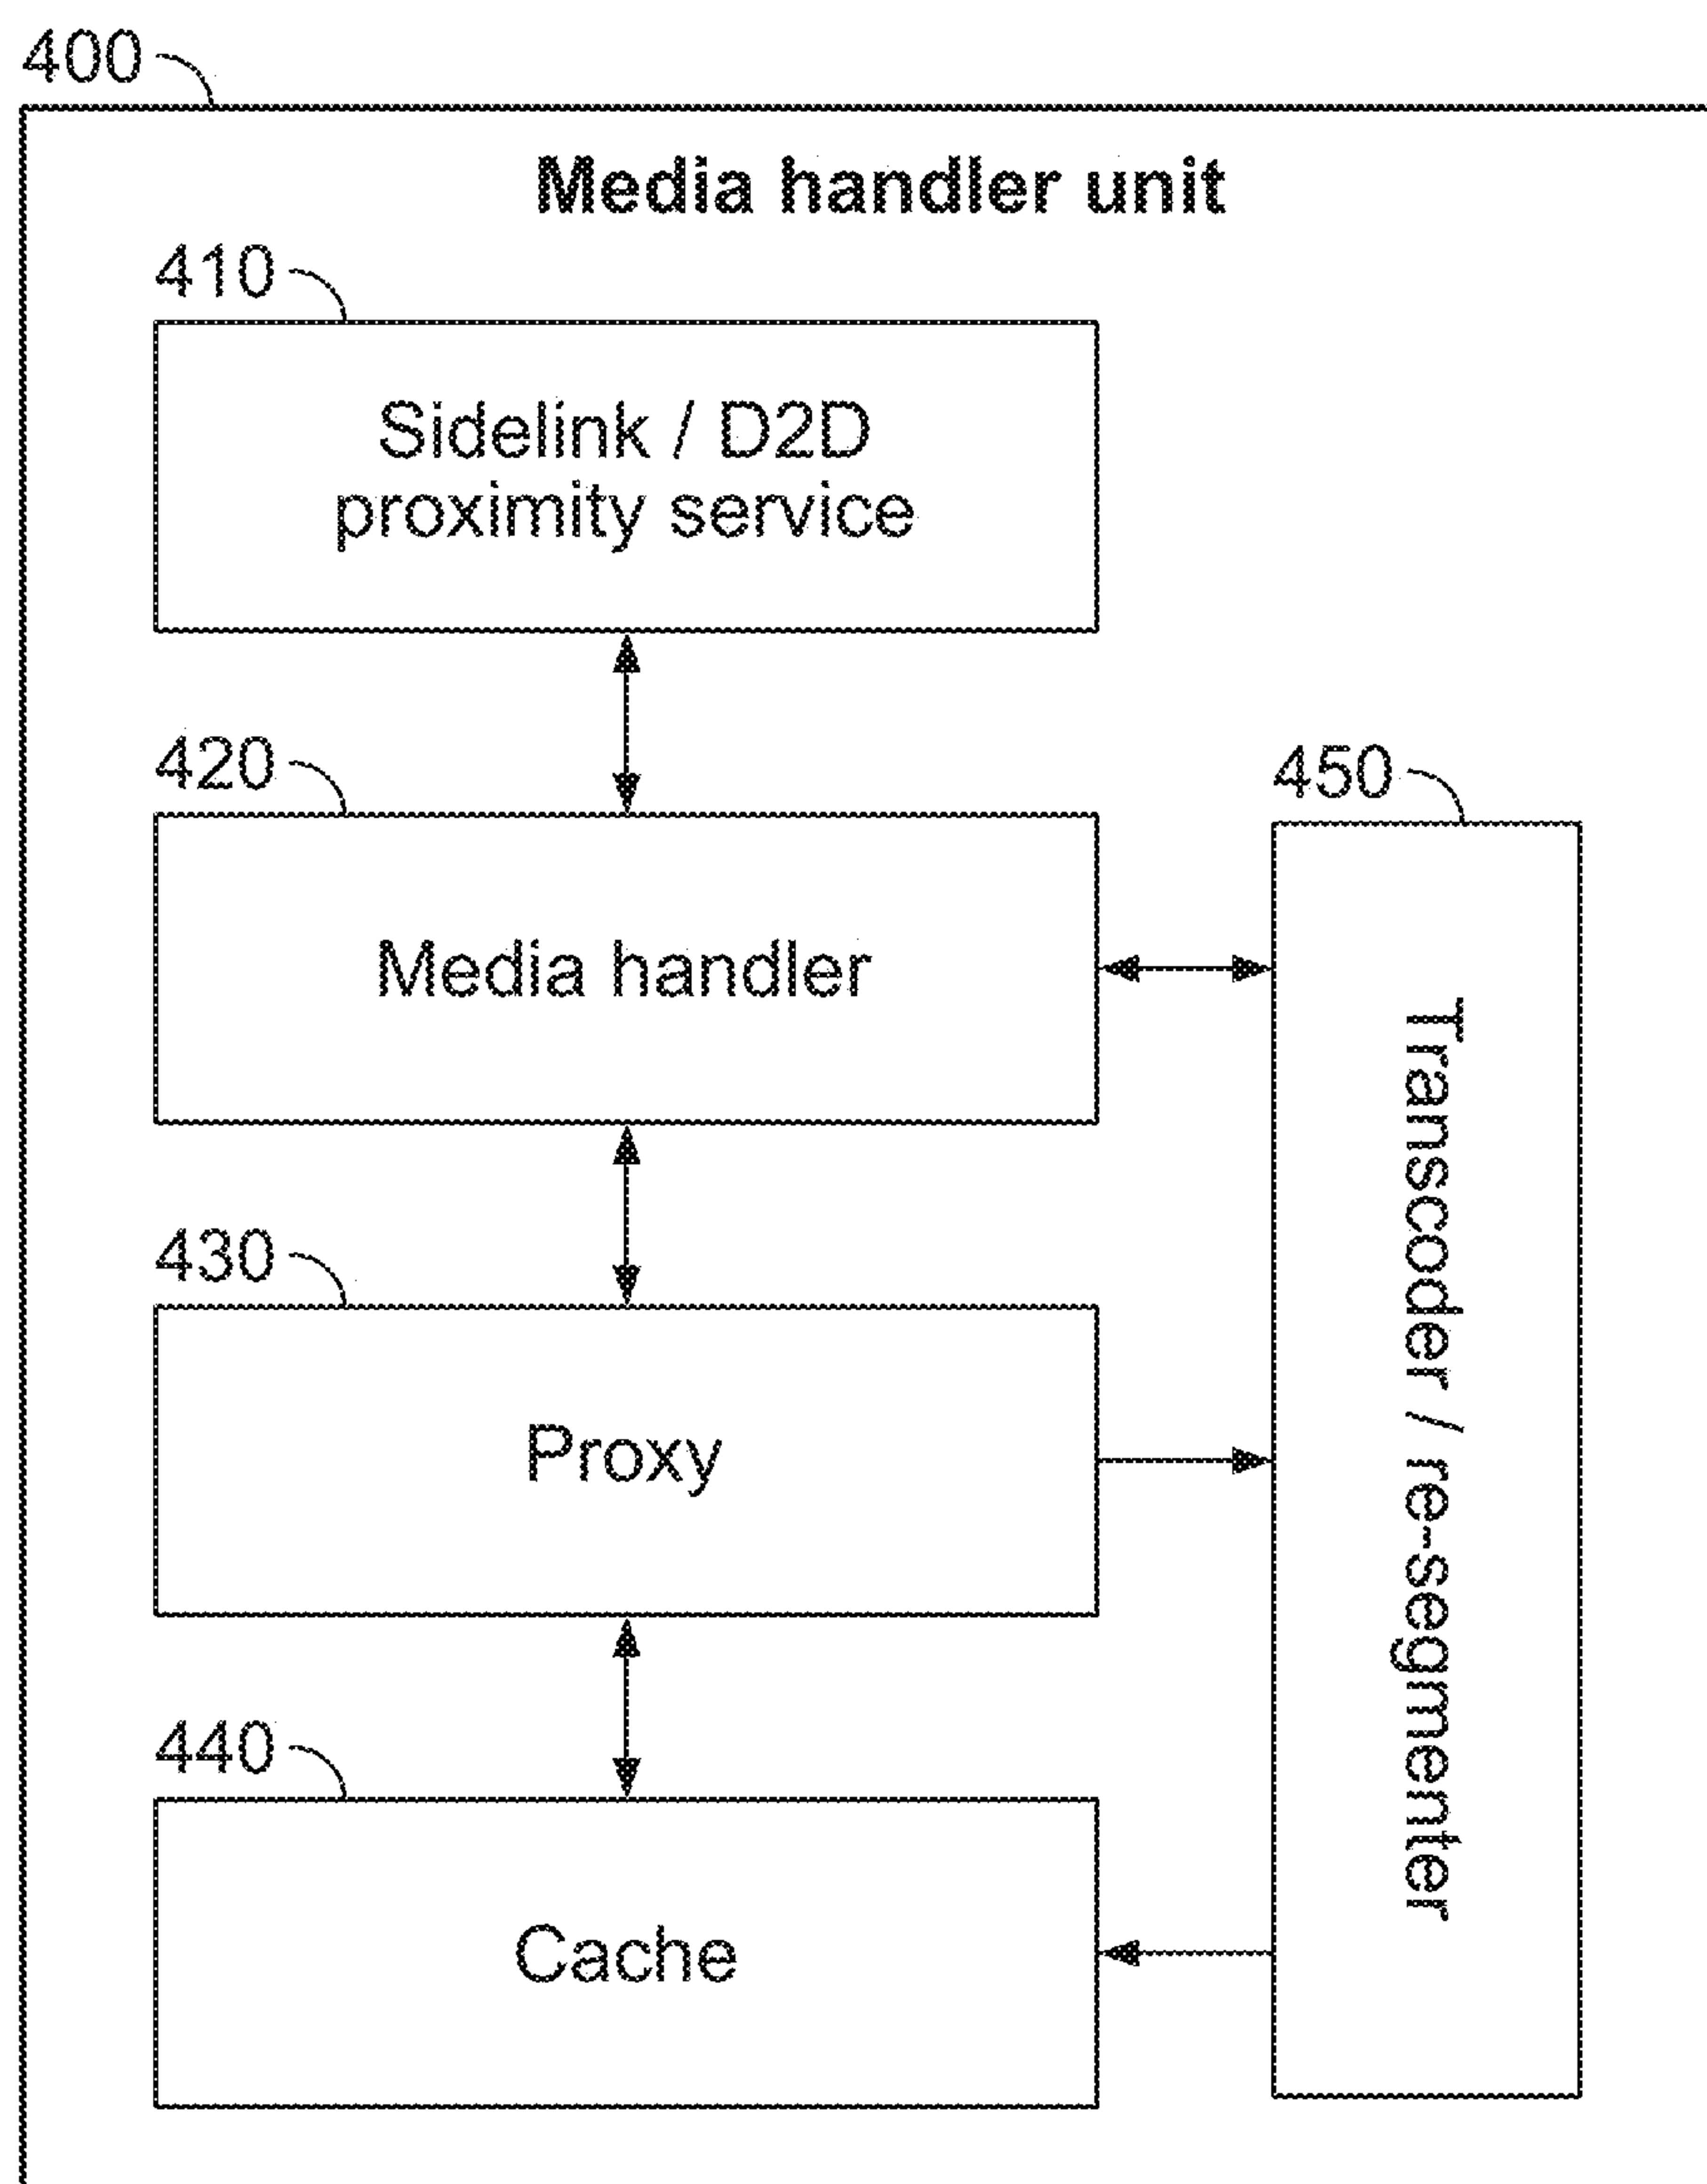 400
Media handler unit
410
Sidelink / D2D
proximity service
420
Media handler
450
Transcoder / re-segmenter
430
Proxy
440
Cache